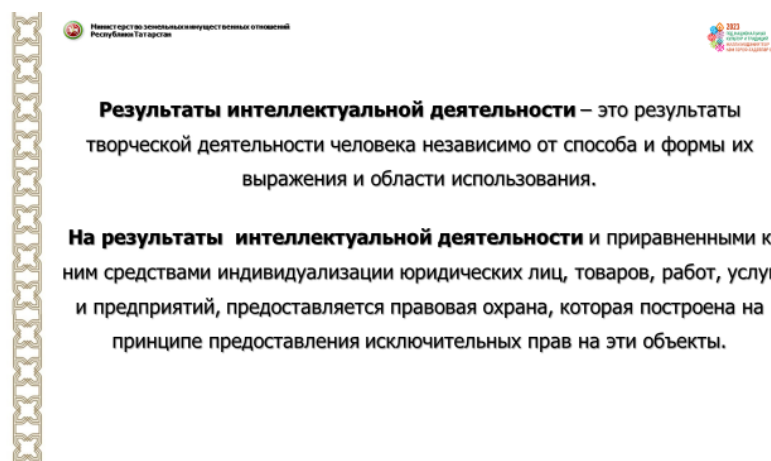 Министерство земельных и имущественных отношений
Республики Татарстан
2023
Результаты интеллектуальной деятельности – это результаты
творческой деятельности человека независимо от способа и формы их
выражения и области использования.
На результаты интеллектуальной деятельности и приравненными к
ним средствами индивидуализации юридических лиц, товаров, работ, услуг
и предприятий, предоставляется правовая охрана, которая построена на
принципе предоставления исключительных прав на эти объекты.